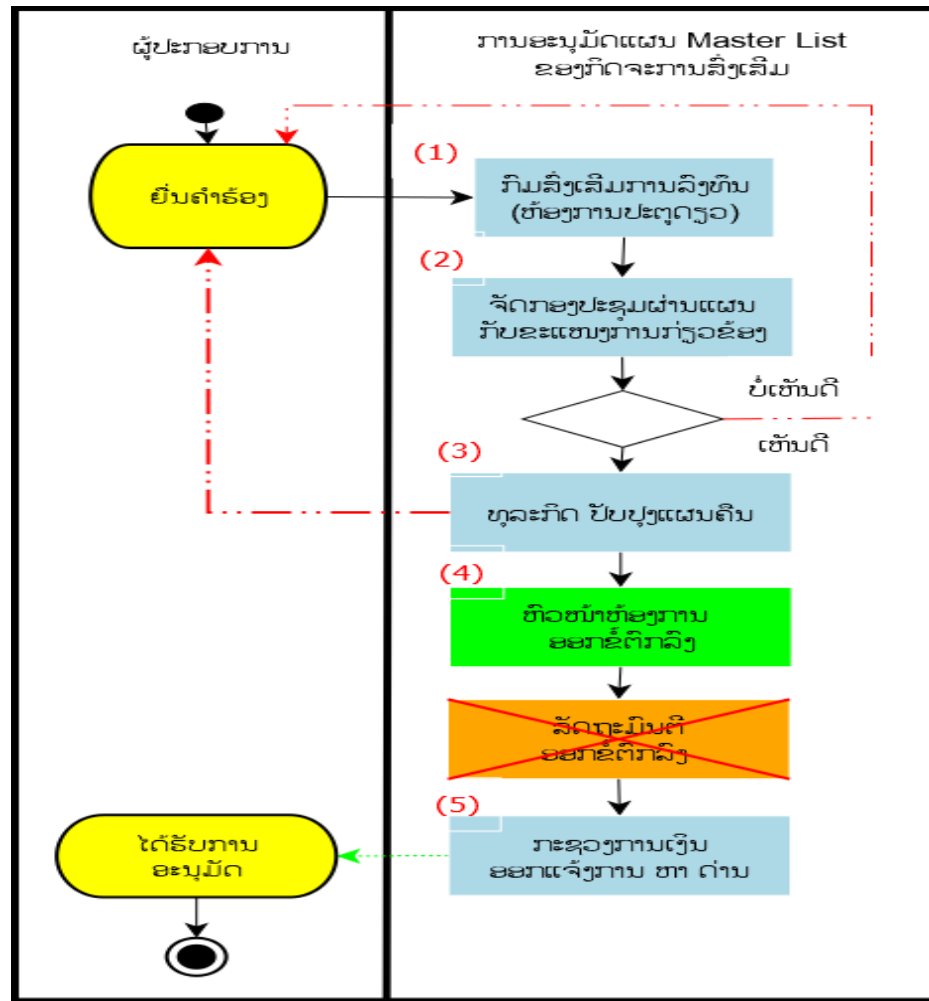 ຜູ້ປະກອບການ
ການອະນຸມັດແຜນ Master List
ຂອງກິດຈະການສົ່ງເສີມ
ຍື່ນຄຳຮ້ອງ
(1)
ກົມສົ່ງເສີມການລົງທຶນ
(ຫ້ອງການປະຕູດຽວ)
(2)
ຈັດກອງປະຊຸມຜ່ານແຜນ
ກັບຂະແໜງການກ່ຽວຂ້ອງ
ບໍ່ເຫັນດີ
ເຫັນດີ
(3)
ທຸລະກິດ ປັບປຸງແຜນຄືນ
(4)
ຫົວໜ້າຫ້ອງການ
ອອກຂໍ້ຕົກລົງ
ລັດຖະມົນຕີ
ອອກຂໍ້ຕົກລົງ
(5)
ກະຊວງການເງິນ
ອອກແຈ້ງການ ຫາ ດ່ານ
ໄດ້ຮັບການ
ອະນຸມັດ